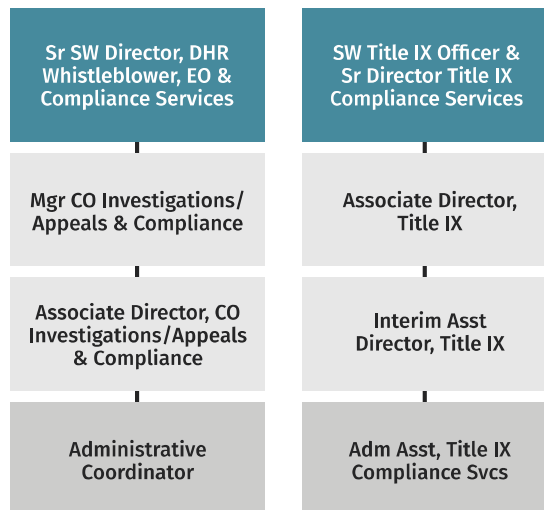 Sr SW Director, DHR
Whistleblower, EO &
Compliance Services
Mgr CO Investigations/
Appeals & Compliance
Associate Director, CO
Investigations/Appeals
& Compliance
Administrative
Coordinator
SW Title IX Officer &
Sr Director Title IX
Compliance Services
Associate Director,
Title IX
Interim Asst
Director, Title IX
Adm Asst, Title IX
Compliance Svcs